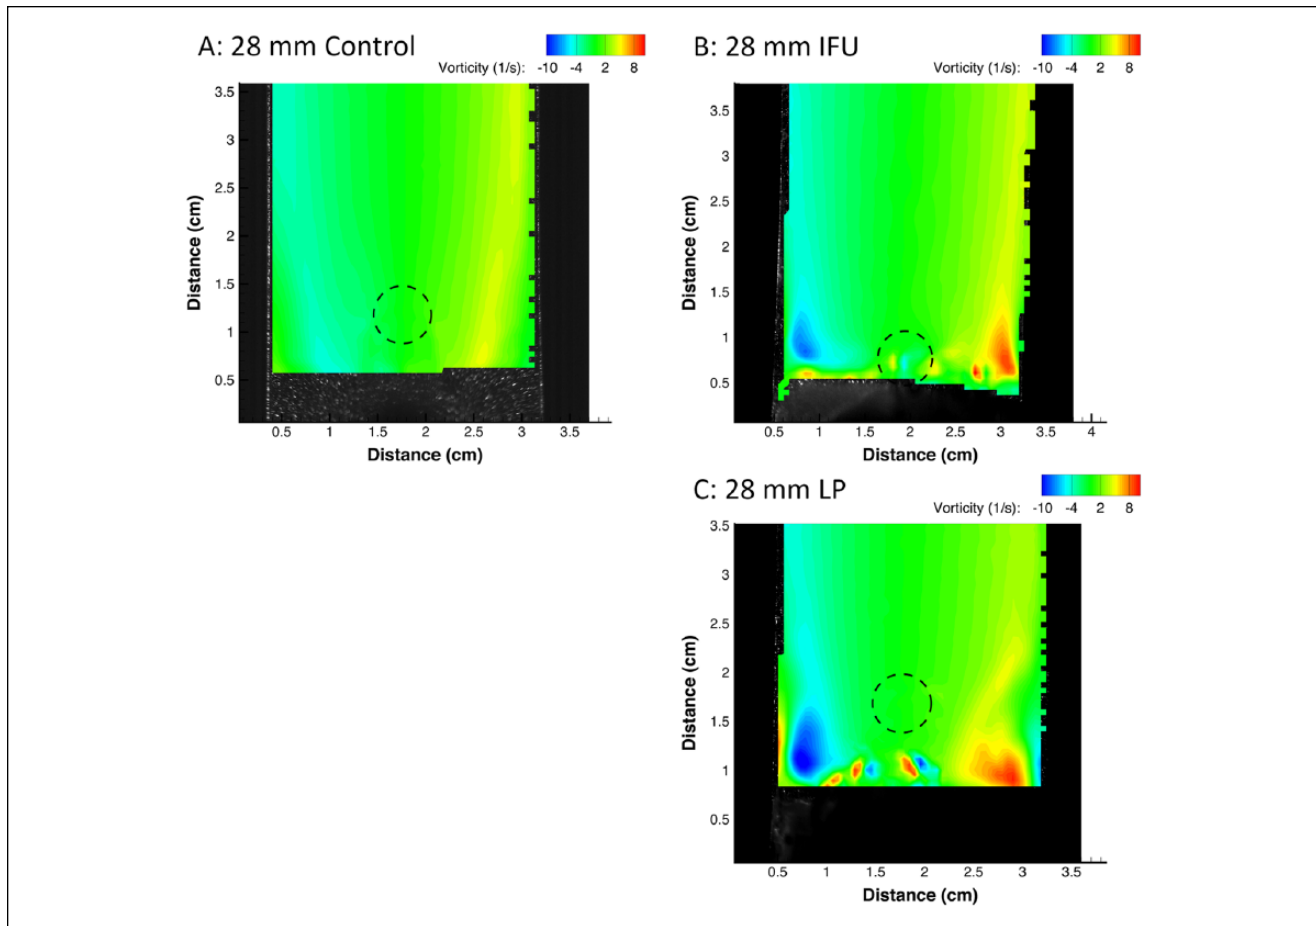 A: 28 mm Control
Vorticity (1/s): -10 -4 2 8
3.5
3
2.5
2
1.5
1
0.5
Distance (cm)
0.5 1 1.5 2 2.5 3 3.5
Distance (cm)
B: 28 mm IFU
Vorticity (1/s): -10 -4 2 8
3.5
3
2.5
2
1.5
1
0.5
Distance (cm)
0.5 1 1.5 2 2.5 3 3.5 4
Distance (cm)
C: 28 mm LP
Vorticity (1/s): -10 -4 2 8
3.5
3
2.5
2
1.5
1
0.5
Distance (cm)
0.5 1 1.5 2 2.5 3 3.5
Distance (cm)